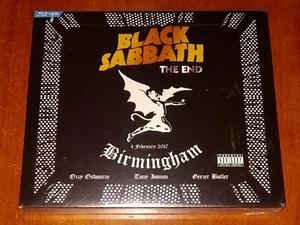 BLACK
SABBATH
THE END
4 February 2017
Birmingham
Ozzy Osbourne Tony Iommi Geezer Butler
PARENTAL
ADVISORY
EXPLICIT CONTENT